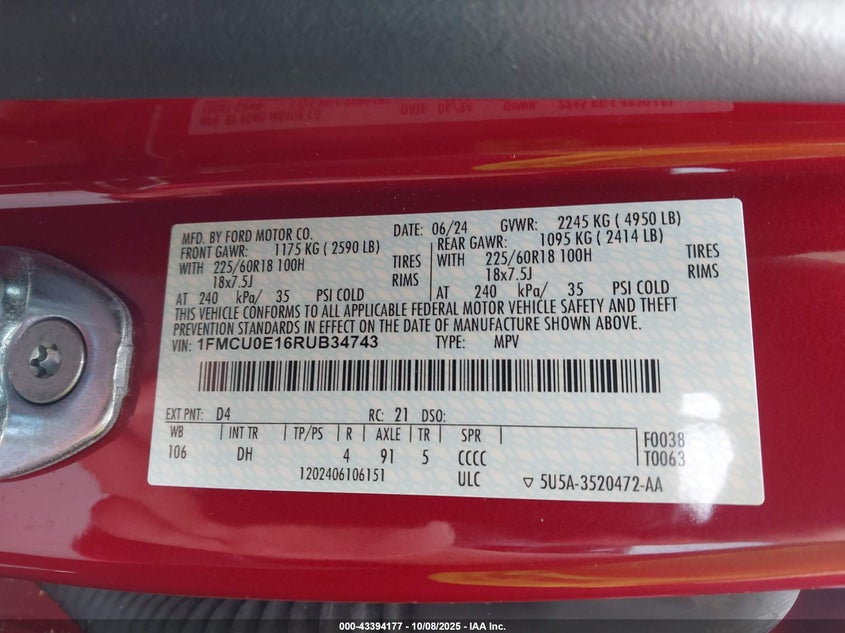 MFD. BY FORD MOTOR CO. DATE: 06/24 GVWR: 2245 KG ( 4950 LB)
FRONT GAWR: 1175 KG ( 2590 LB) REAR GAWR: 1095 KG ( 2414 LB)
WITH 225/60R18 100H TIRES WITH 225/60R18 100H TIRES
18x7.5J RIMS 18x7.5J RIMS
AT 240 kPa/ 35 PSI COLD AT 240 kPa/ 35 PSI COLD
THIS VEHICLE CONFORMS TO ALL APPLICABLE FEDERAL MOTOR VEHICLE SAFETY AND THEFT
PREVENTION STANDARDS IN EFFECT ON THE DATE OF MANUFACTURE SHOWN ABOVE.
VIN: 1FMCU0E16RUB34743 TYPE: MPV
EXT PNT: D4 RC: 21 DSO:
WB INT TR TP/PS R AXLE TR SPR F0038
106 DH 4 91 5 CCCC T0063
1202406106151 ULC ▽ 5U5A-3520472-AA
000-43394177 - 10/08/2025 - IAA Inc.